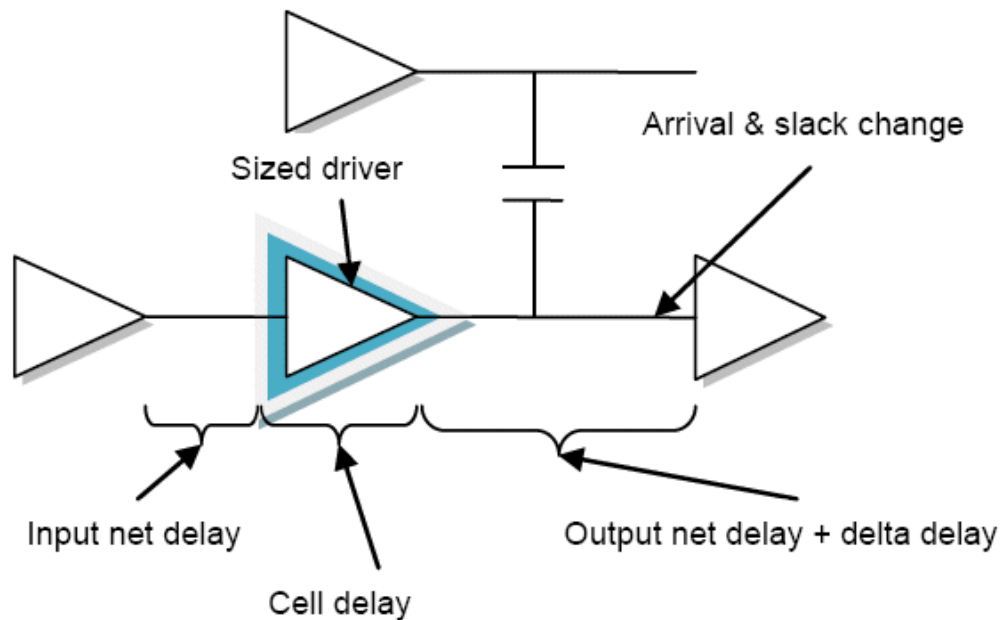 Arrival & slack change
Sized driver
Input net delay
Output net delay + delta delay
Cell delay